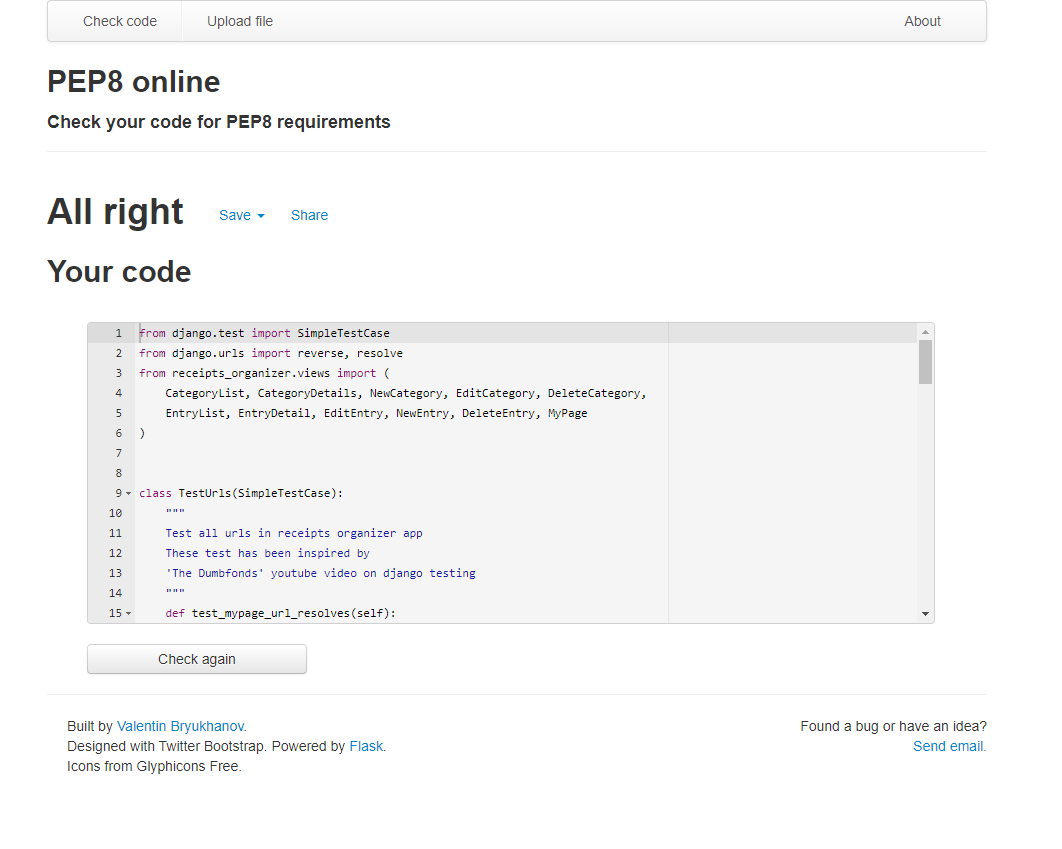 Check code Upload file About
PEP8 online
Check your code for PEP8 requirements
All right Save Share
Your code
1 from django.test import SimpleTestCase
2 from django.urls import reverse, resolve
3 from receipts_organizer.views import (
4 CategoryList, CategoryDetails, NewCategory, EditCategory, DeleteCategory,
5 EntryList, EntryDetail, EditEntry, NewEntry, DeleteEntry, MyPage
6 )
7
8
9 class TestUrls(SimpleTestCase):
10 """
11 Test all urls in receipts organizer app
12 These test has been inspired by
13 'The Dumbfonds' youtube video on django testing
14 """
15 def test_mypage_url_resolves(self):
Check again
Built by Valentin Bryukhanov. Found a bug or have an idea?
Designed with Twitter Bootstrap. Powered by Flask. Send email.
Icons from Glyphicons Free.